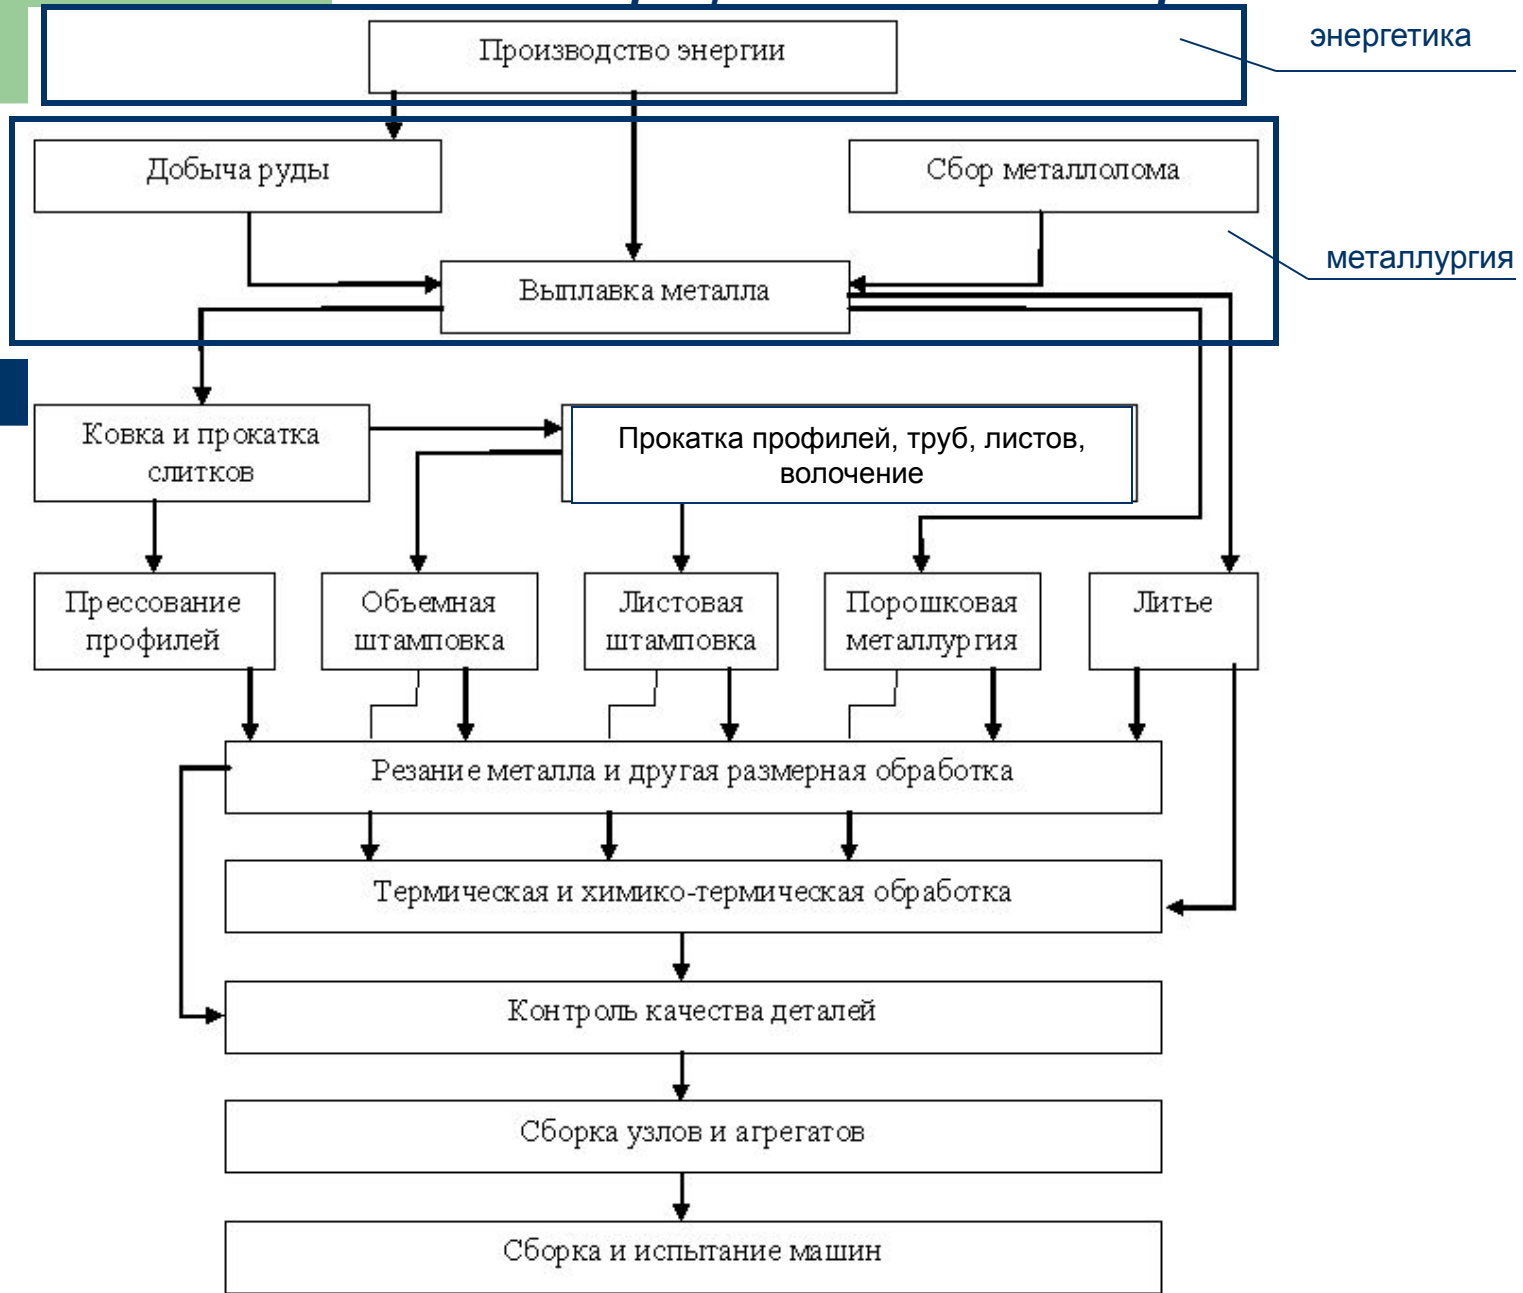 Производство энергии
энергетика
Добыча руды
Сбор металлолома
Выплавка металла
металлургия
Ковка и прокатка
слитков
Прокатка профилей, труб, листов,
волочение
Прессование
профилей
Объемная
штамповка
Листовая
штамповка
Порошковая
металлургия
Литье
Резание металла и другая размерная обработка
Термическая и химико-термическая обработка
Контроль качества деталей
Сборка узлов и агрегатов
Сборка и испытание машин